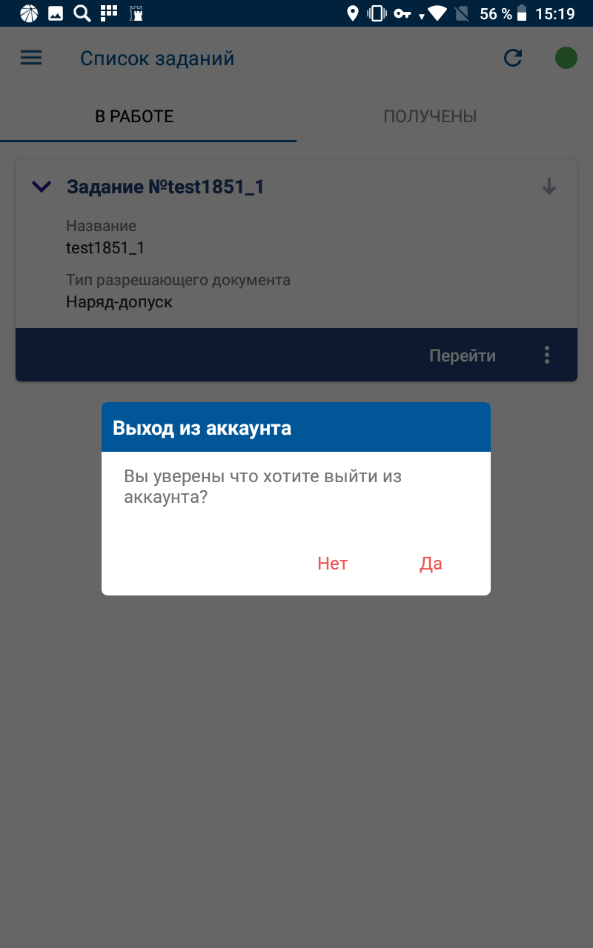 56 % 15:19
Список заданий
В РАБОТЕ
ПОЛУЧЕНЫ
Задание №test1851_1
Название
test1851_1
Тип разрешающего документа
Наряд-допуск
Перейти
Выход из аккаунта
Вы уверены что хотите выйти из
аккаунта?
Нет
Да